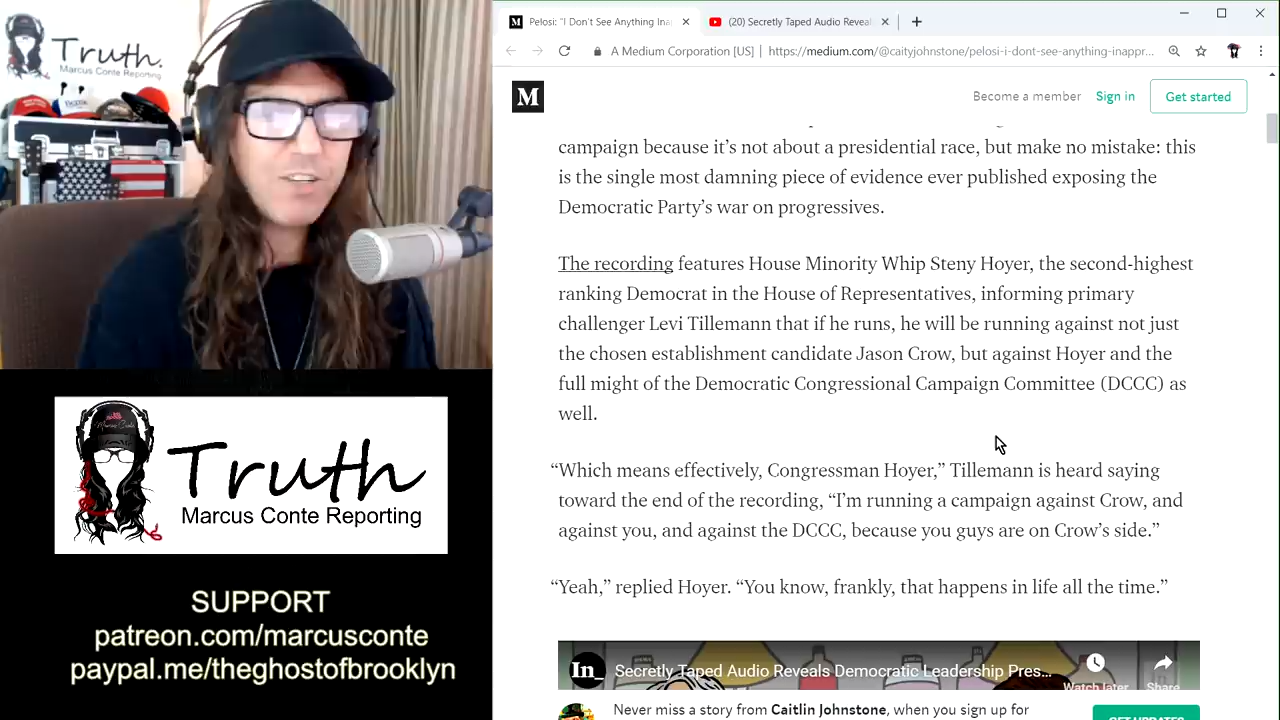 Truth.
Marcus Conte Reporting
Truth
Marcus Conte Reporting
SUPPORT
patreon.com/marcusconte
paypal.me/theghostofbrooklyn
Pelosi: "I Don't See Anything Ina
(20) Secretly Taped Audio Reveal
A Medium Corporation [US] | https://medium.com/@caityjohnstone/pelosi-i-dont-see-anything-inappr...
M
Become a member
Sign in
Get started
campaign because it's not about a presidential race, but make no mistake: this
is the single most damning piece of evidence ever published exposing the
Democratic Party's war on progressives.
The recording features House Minority Whip Steny Hoyer, the second-highest
ranking Democrat in the House of Representatives, informing primary
challenger Levi Tillemann that if he runs, he will be running against not just
the chosen establishment candidate Jason Crow, but against Hoyer and the
full might of the Democratic Congressional Campaign Committee (DCCC) as
well.
“Which means effectively, Congressman Hoyer,” Tillemann is heard saying
toward the end of the recording, “I'm running a campaign against Crow, and
against you, and against the DCCC, because you guys are on Crow's side.”
“Yeah,” replied Hoyer. “You know, frankly, that happens in life all the time.”
In_
Secretly Taped Audio Reveals Democratic Leadership Pres...
Watch later
Share
Never miss a story from Caitlin Johnstone, when you sign up for
GET UPDATES